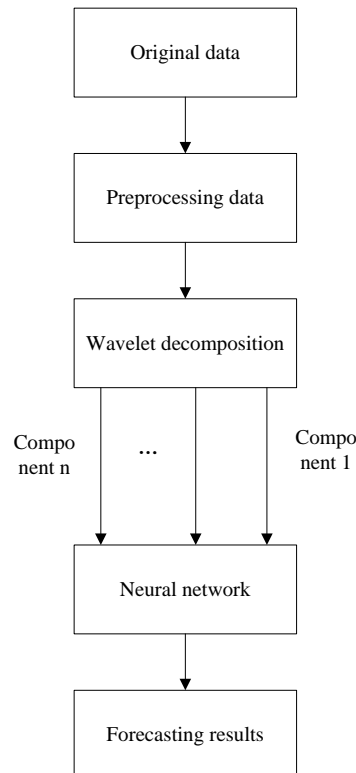 Original data
Preprocessing data
Wavelet decomposition
Compo
nent n
...
Compo
nent 1
Neural network
Forecasting results